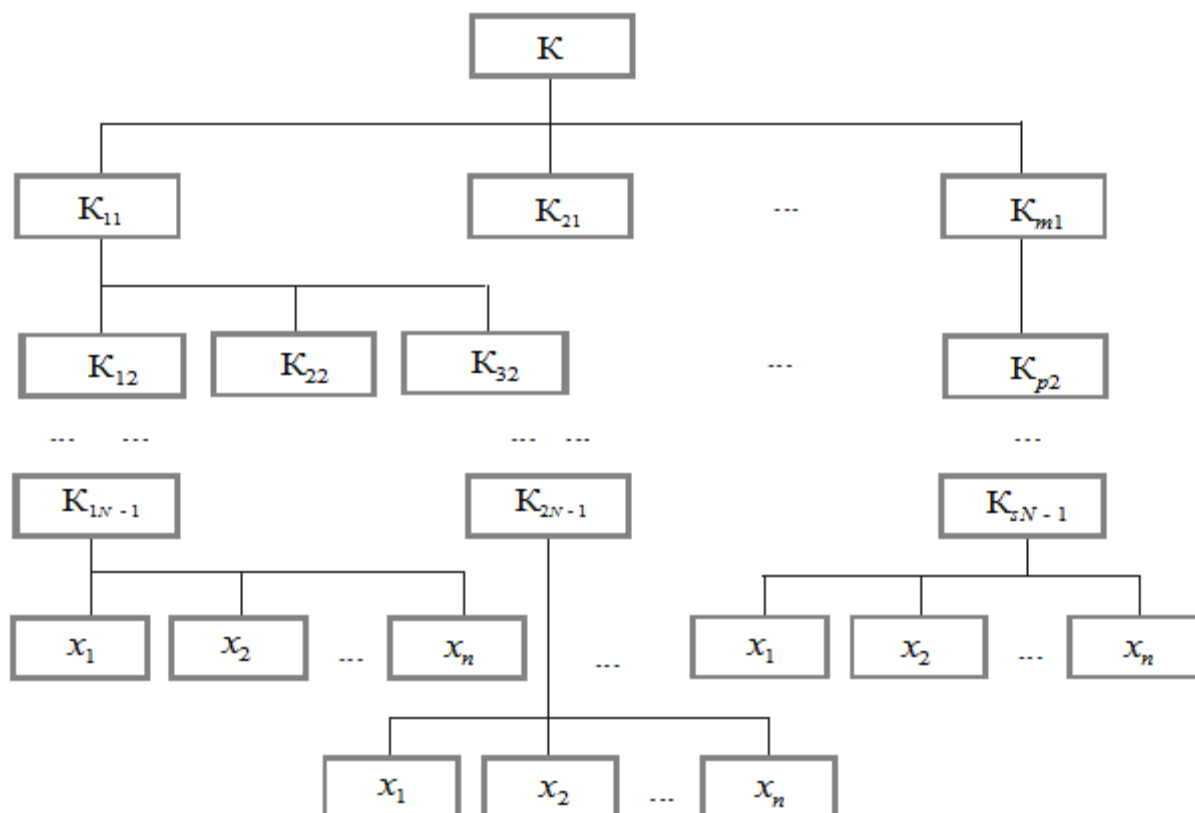 К
К₁₁ К₂₁ --- Кₘ₁
К₁₂ К₂₂ К₃₂ --- Кₚ₂
--- --- --- --- ---
К₁N - 1 К₂N - 1 КsN - 1
x₁ x₂ --- xₙ --- x₁ x₂ --- xₙ
x₁ x₂ --- xₙ